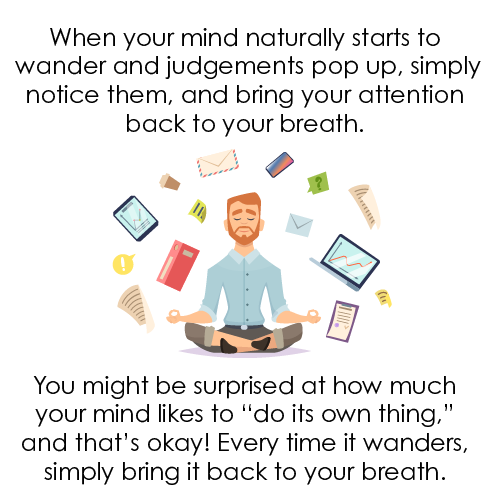 When your mind naturally starts to
wander and judgements pop up, simply
notice them, and bring your attention
back to your breath.
?
!
You might be surprised at how much
your mind likes to “do its own thing,”
and that’s okay! Every time it wanders,
simply bring it back to your breath.